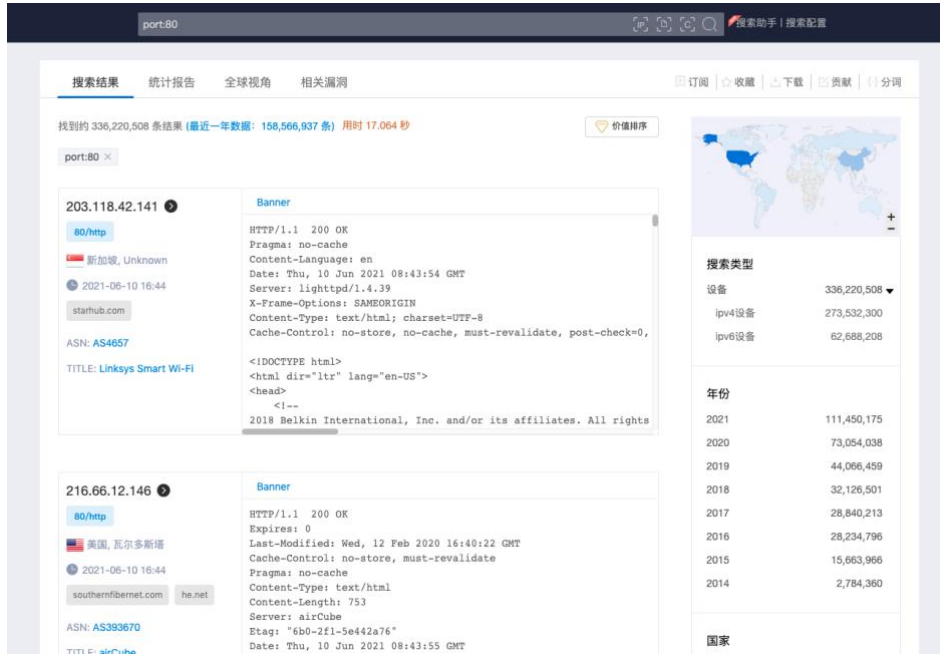 port:80
搜索助手 | 搜索配置
搜索结果 统计报告 全球视角 相关漏洞
订阅 收藏 下载 贡献 分词
找到约 336,220,508 条结果 (最近一年数据: 158,566,937 条) 用时 17.064 秒
价值排序
port:80 ×
203.118.42.141
80/http
新加坡, Unknown
2021-06-10 16:44
starhub.com
ASN: AS4657
TITLE: Linksys Smart Wi-Fi
Banner
HTTP/1.1 200 OK
Pragma: no-cache
Content-Language: en
Date: Thu, 10 Jun 2021 08:43:54 GMT
Server: lighttpd/1.4.39
X-Frame-Options: SAMEORIGIN
Content-Type: text/html; charset=UTF-8
Cache-Control: no-store, no-cache, must-revalidate, post-check=0,
<!DOCTYPE html>
<html dir="ltr" lang="en-US">
<head>
<!--
2018 Belkin International, Inc. and/or its affiliates. All rights
216.66.12.146
80/http
美国, 瓦尔多斯塔
2021-06-10 16:44
southernfibernet.com he.net
ASN: AS393670
TITLE: airCube
Banner
HTTP/1.1 200 OK
Expires: 0
Last-Modified: Wed, 12 Feb 2020 16:40:22 GMT
Cache-Control: no-store, must-revalidate
Pragma: no-cache
Content-Type: text/html
Content-Length: 753
Server: airCube
Etag: "6b0-2f1-5e442a76"
Date: Thu, 10 Jun 2021 08:43:55 GMT
+
−
搜索类型
设备 336,220,508
ipv4设备 273,532,300
ipv6设备 62,688,208
年份
2021 111,450,175
2020 73,054,038
2019 44,066,459
2018 32,126,501
2017 28,840,213
2016 28,234,796
2015 15,663,966
2014 2,784,360
国家